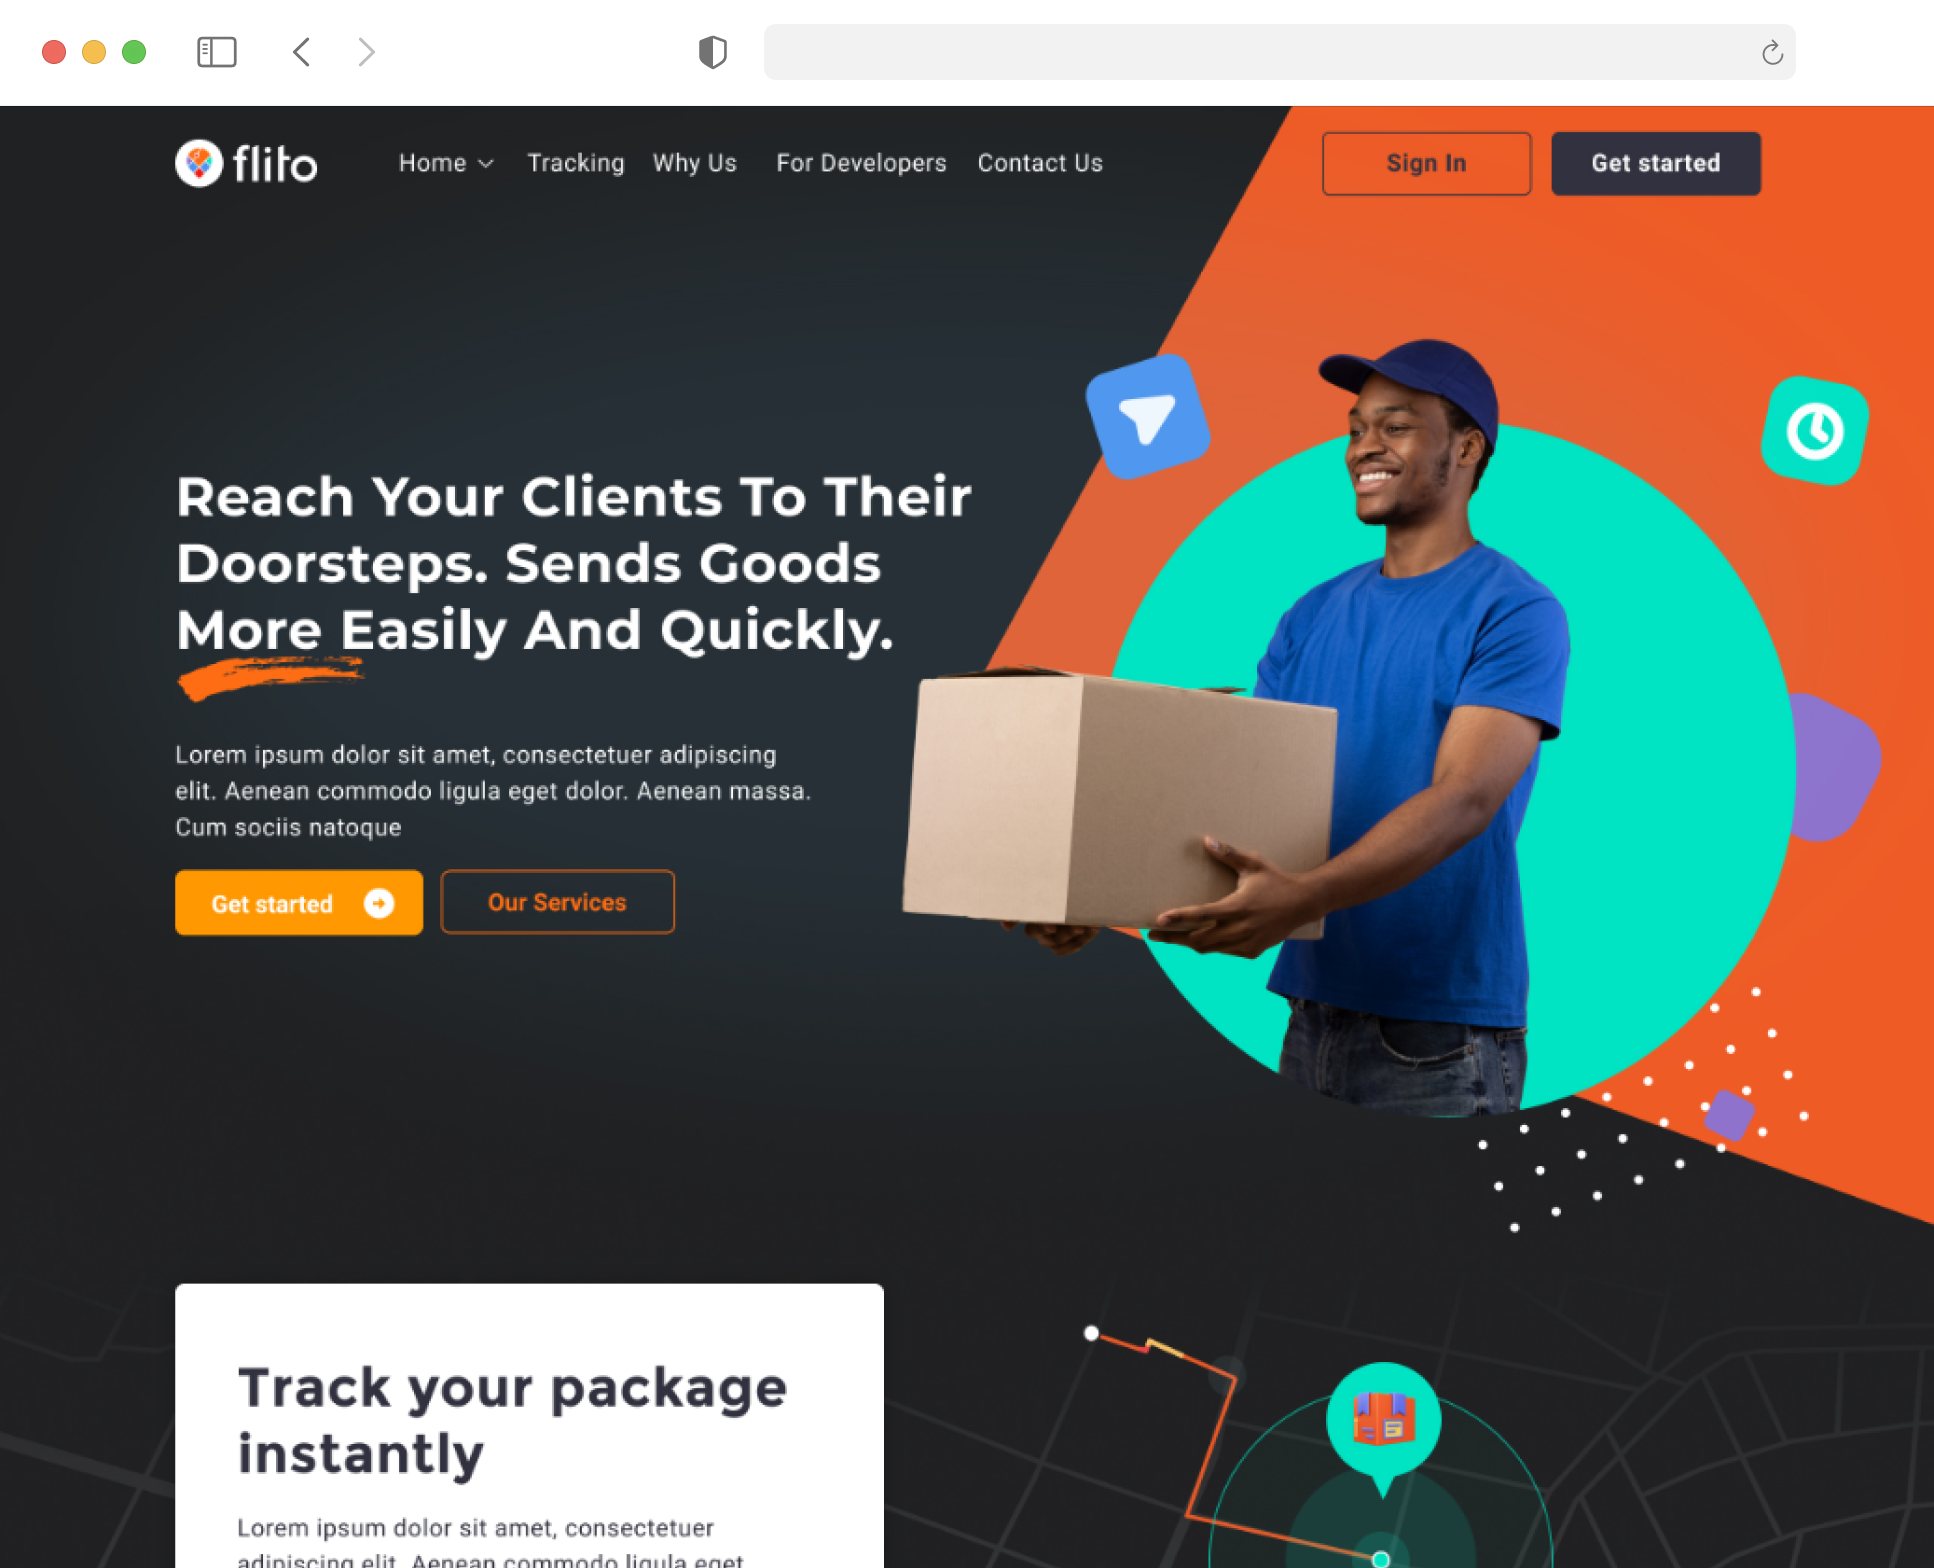 flito
Home Tracking Why Us For Developers Contact Us Sign In Get started
Reach Your Clients To Their
Doorsteps. Sends Goods
More Easily And Quickly.
Lorem ipsum dolor sit amet, consectetuer adipiscing
elit. Aenean commodo ligula eget dolor. Aenean massa.
Cum sociis natoque
Get started Our Services
Track your package
instantly
Lorem ipsum dolor sit amet, consectetuer
adipiscing elit. Aenean commodo ligula eget